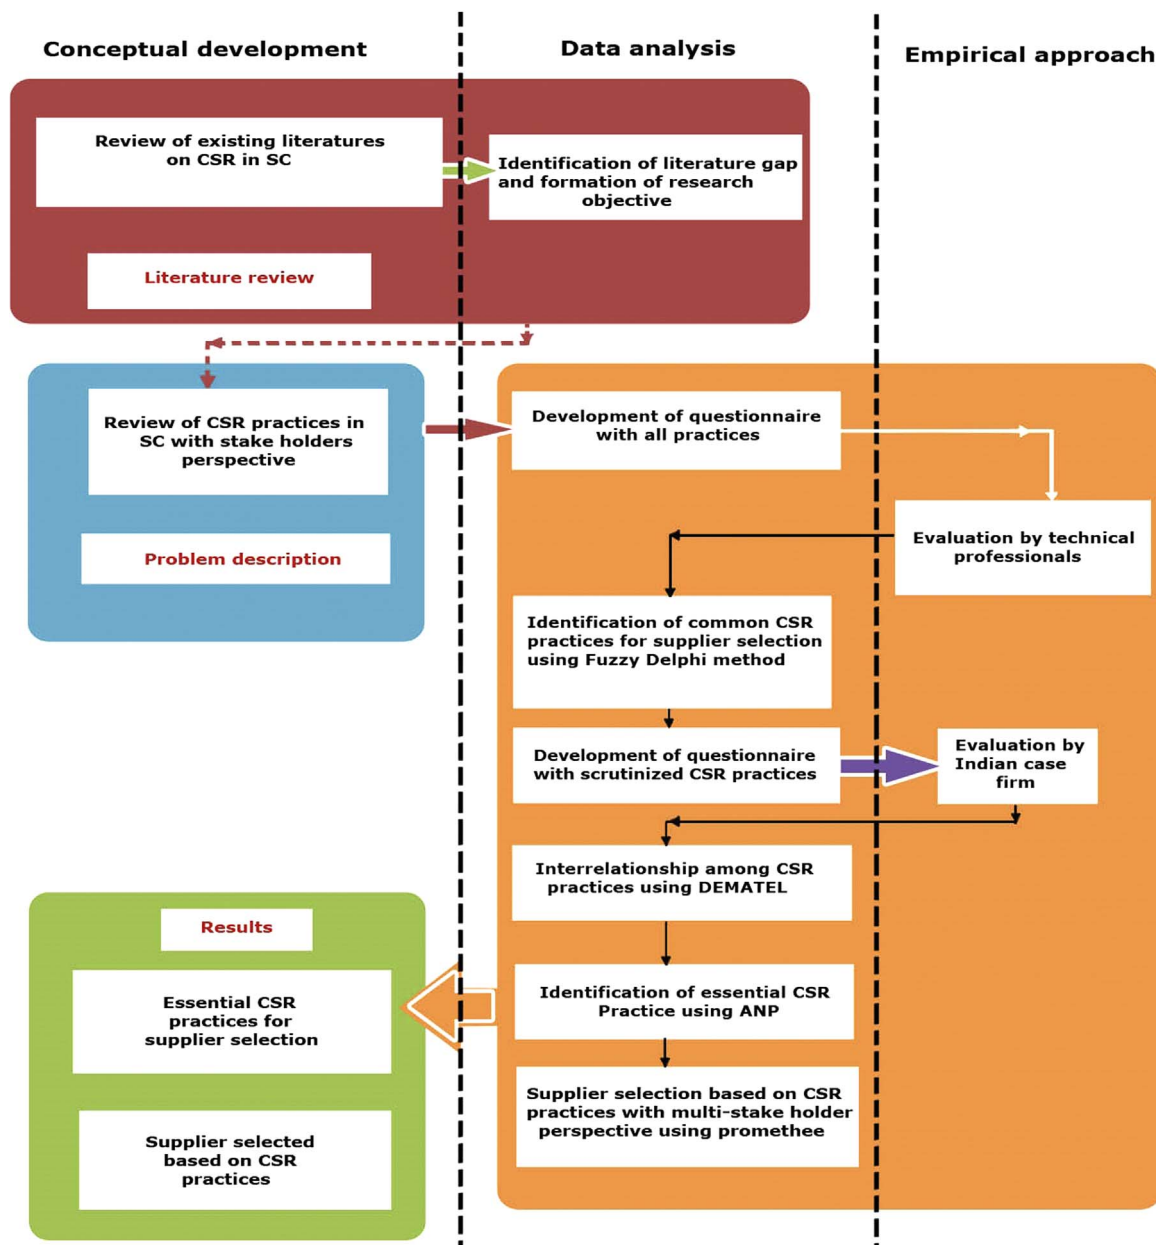 Conceptual development
Data analysis
Empirical approach
Review of existing literatures
on CSR in SC
Identification of literature gap
and formation of research
objective
Literature review
Review of CSR practices in
SC with stake holders
perspective
Problem description
Development of questionnaire
with all practices
Evaluation by technical
professionals
Identification of common CSR
practices for supplier selection
using Fuzzy Delphi method
Development of questionnaire
with scrutinized CSR practices
Evaluation by
Indian case
firm
Interrelationship among CSR
practices using DEMATEL
Identification of essential CSR
Practice using ANP
Supplier selection based on CSR
practices with multi-stake holder
perspective using promethee
Results
Essential CSR
practices for
supplier selection
Supplier selected
based on CSR
practices